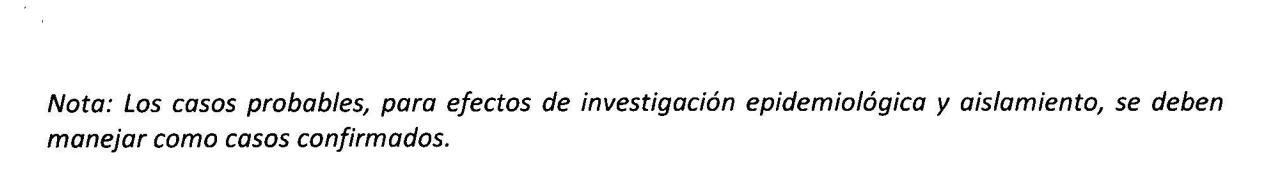 Nota: Los casos probables, para efectos de investigación epidemiológica y aislamiento, se deben
manejar como casos confirmados.